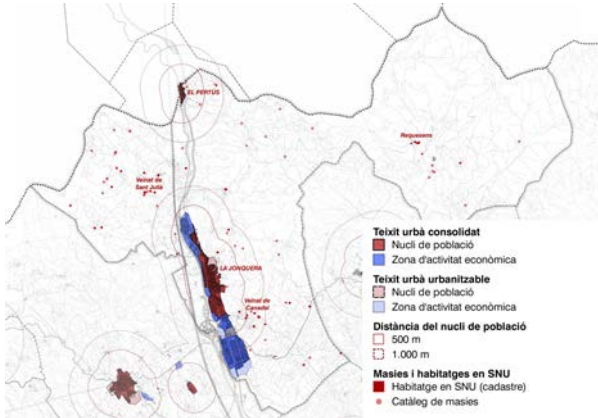 EL PERTÚS
Requesens
Veïnat de
Sant Julià
LA JONQUERA
Veïnat de
Canadal
Teixit urbà consolidat
Nucli de població
Zona d'activitat econòmica
Teixit urbà urbanitzable
Nucli de població
Zona d'activitat econòmica
Distància del nucli de població
500 m
1.000 m
Masies i habitatges en SNU
Habitatge en SNU (cadastre)
Catàleg de masies